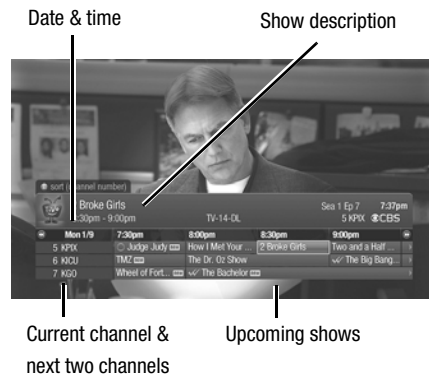 Date & time
Show description
sort (channel number)
Broke Girls
Sea 1 Ep 7 7:37pm
8:30pm - 9:00pm TV-14-DL 5 KPIX CBS
Mon 1/9 7:30pm 8:00pm 8:30pm 9:00pm
5 KPIX Judge Judy How I Met Your ... 2 Broke Girls Two and a Half ...
6 KICU TMZ The Dr. Oz Show The Big Bang...
7 KGO Wheel of Fort... The Bachelor
Current channel &
next two channels
Upcoming shows